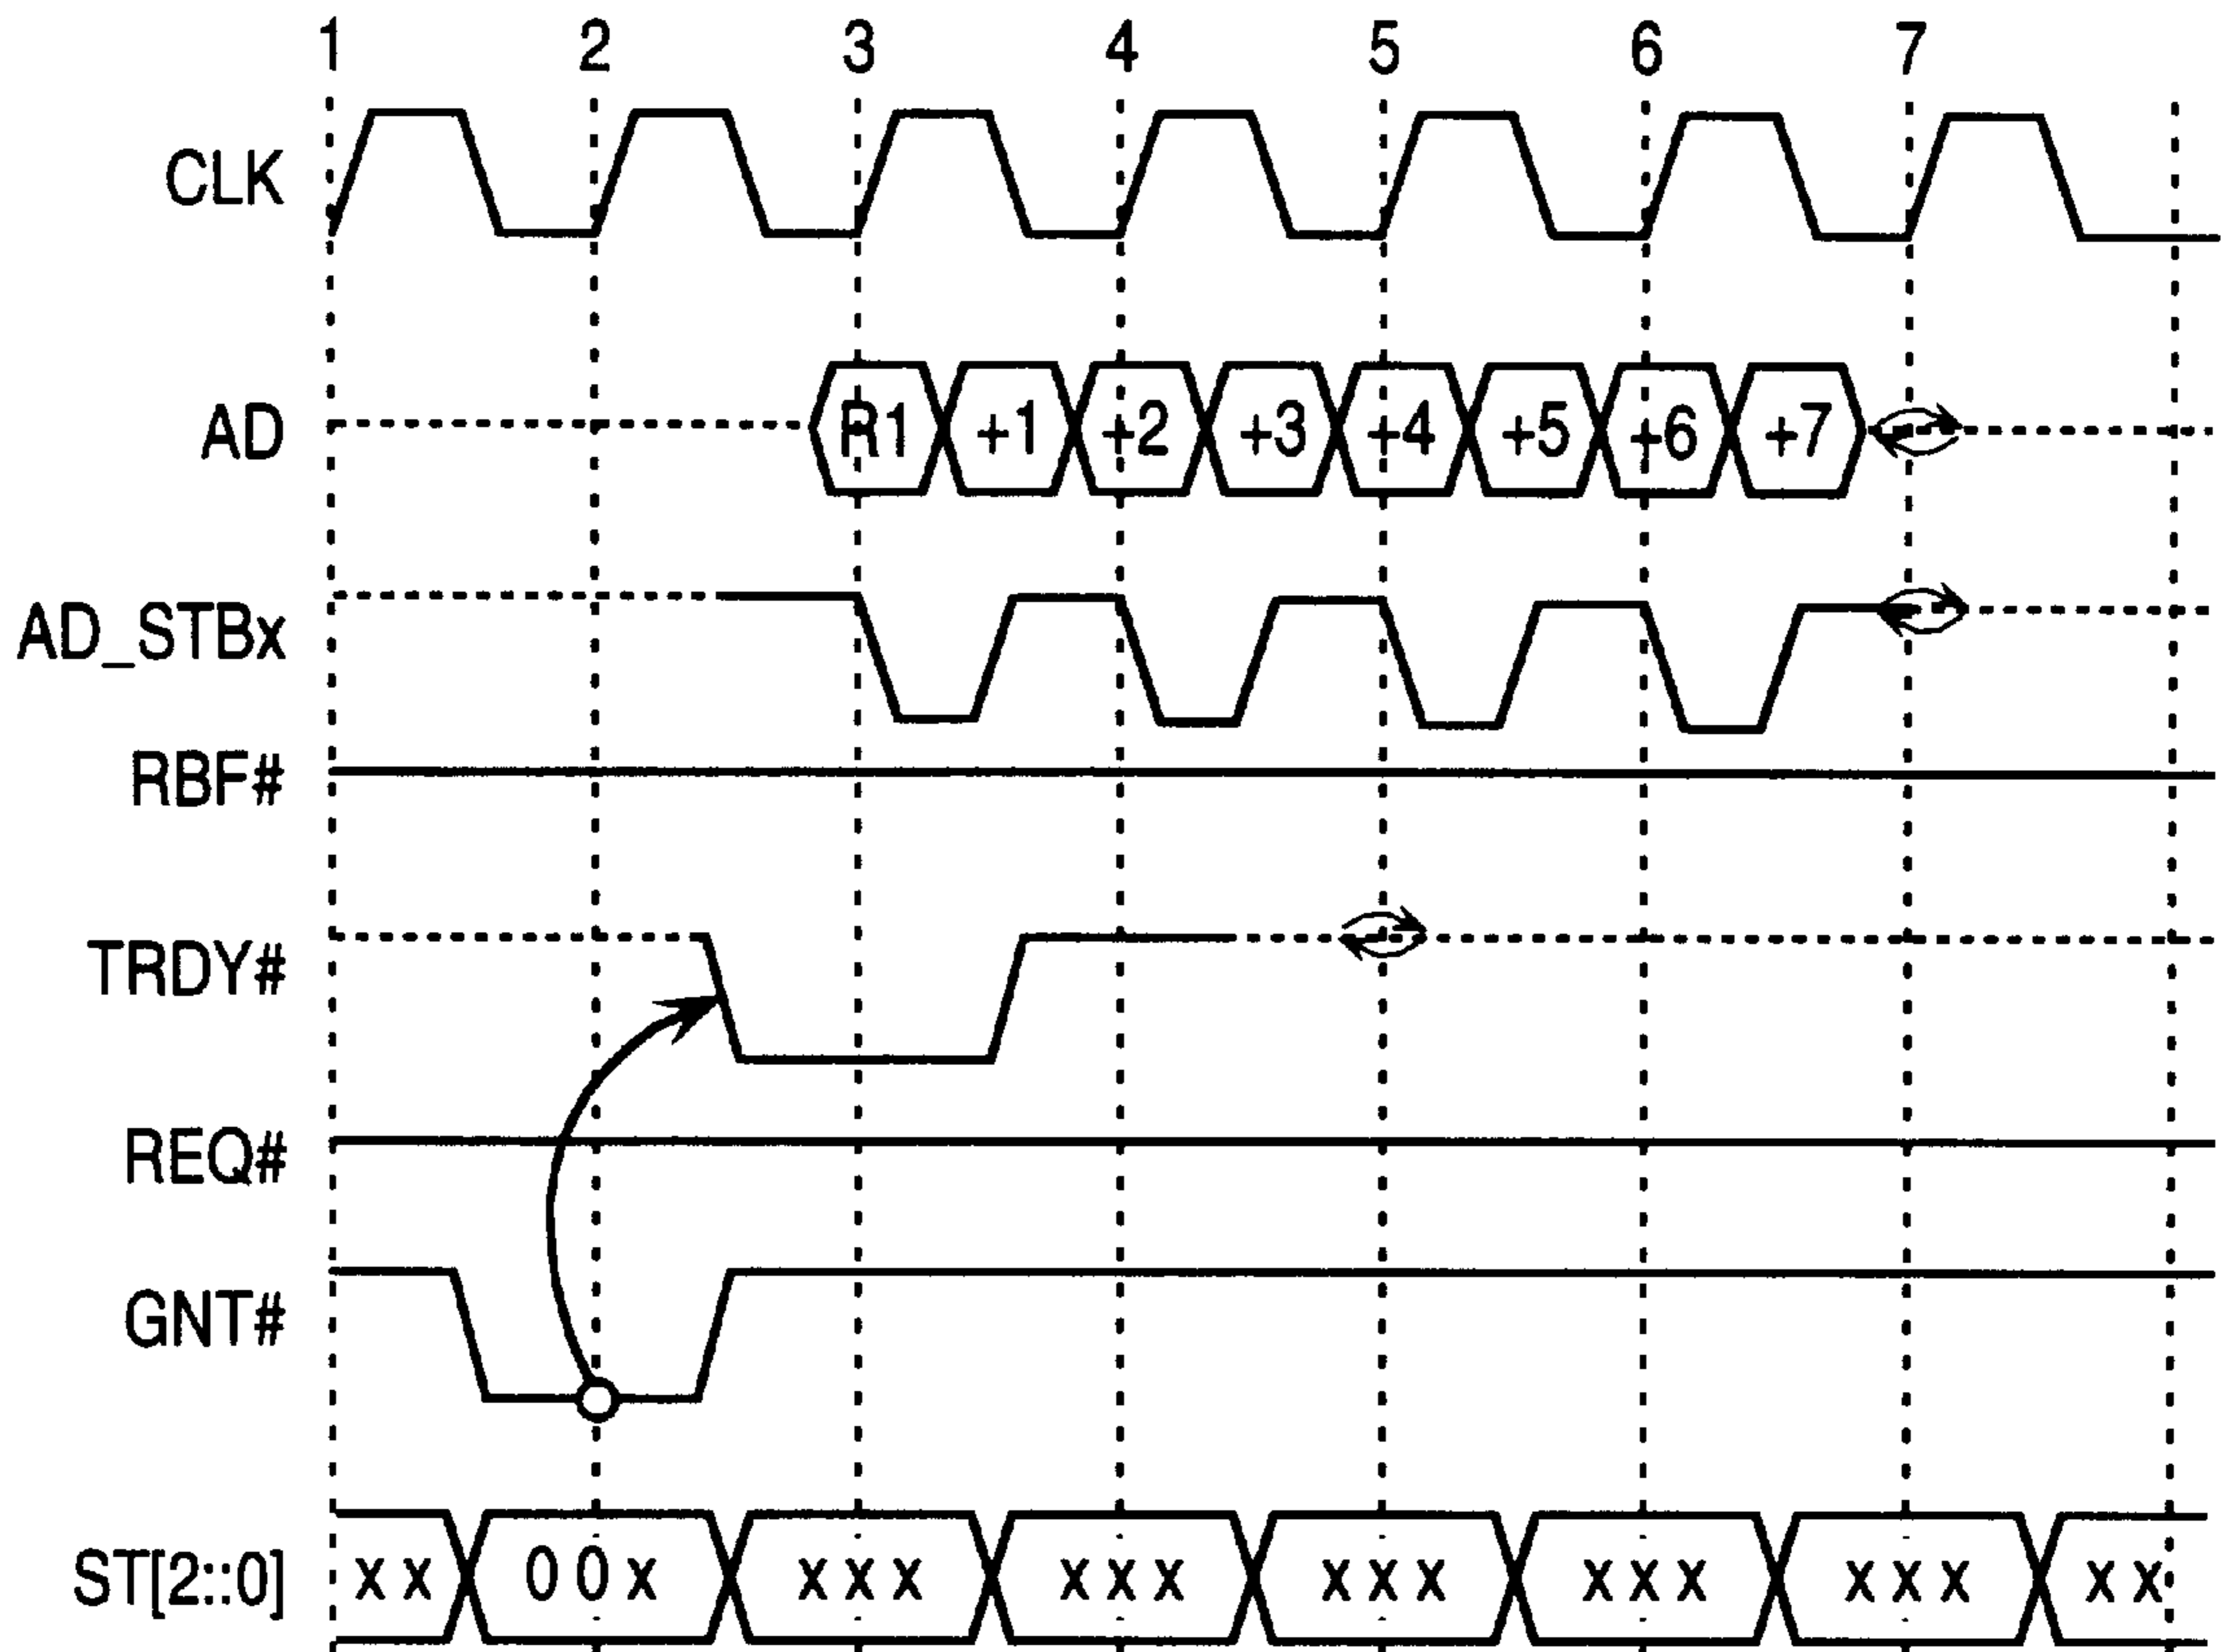 1 2 3 4 5 6 7
CLK
AD R1 +1 +2 +3 +4 +5 +6 +7
AD_STBx
RBF#
TRDY#
REQ#
GNT#
ST[2::0] x x 0 0 x x x x x x x x x x x x x x x x x x